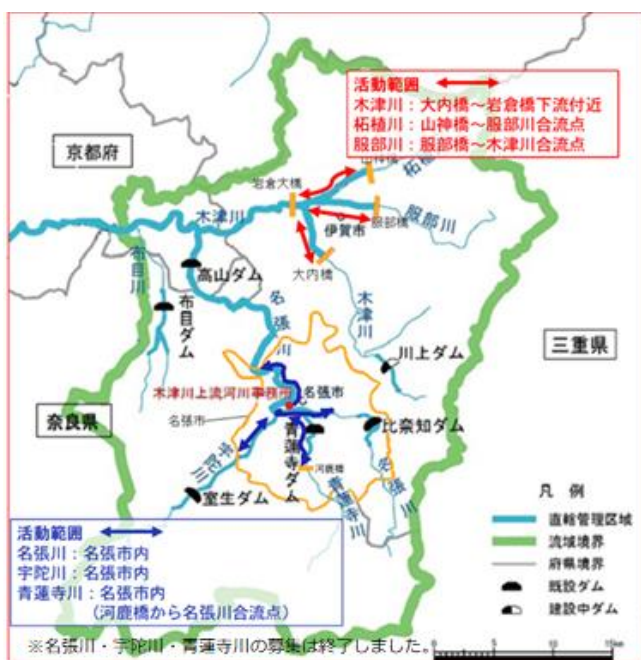 活動範囲
木津川：大内橋～岩倉橋下流付近
柘植川：山神橋～服部川合流点
服部川：服部橋～木津川合流点
京都府
山神橋
柘植
岩倉大橋
木津川
服部橋
服部川
伊賀市
布目川
高山ダム
大内橋
木津川
布目ダム
名張川
川上ダム
三重県
木津川上流河川事務所
名張市
奈良県
名張市
青蓮寺ダム
比奈知ダム
宇陀川
河鹿橋
名張川
青蓮寺川
室生ダム
凡 例
直轄管理区域
流域境界
府県境界
既設ダム
建設中ダム
活動範囲
名張川：名張市内
宇陀川：名張市内
青蓮寺川：名張市内
（河鹿橋から名張川合流点）
※名張川・宇陀川・青蓮寺川の募集は終了しました。
0 5 10 15km